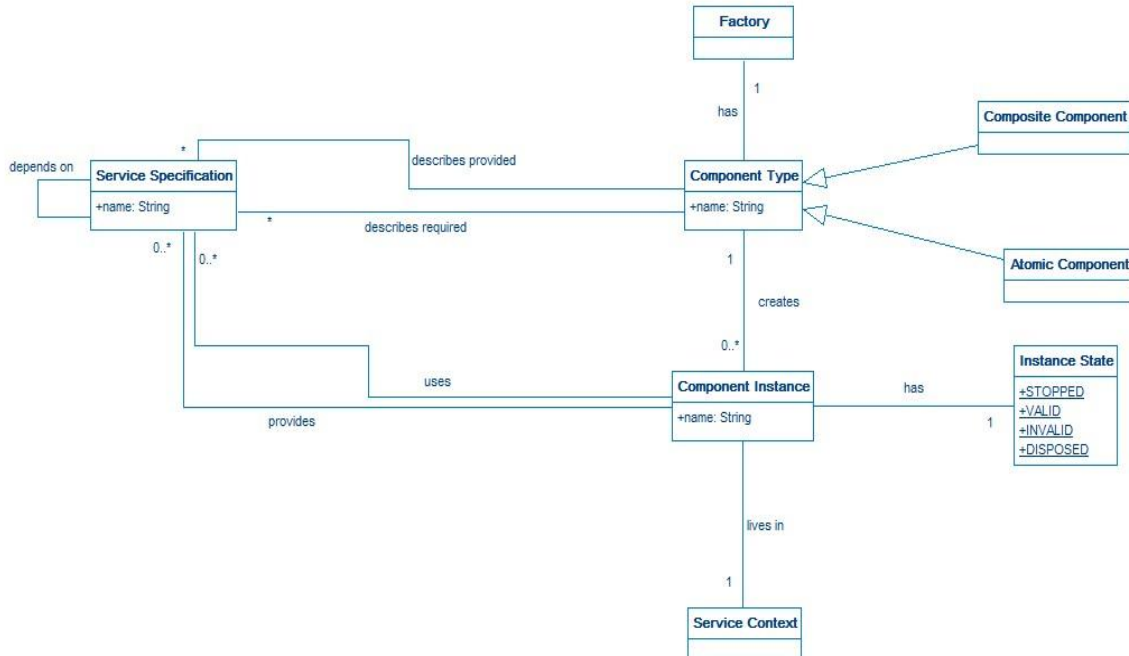 Factory
1
has
Composite Component
*
depends on
describes provided
Service Specification
Component Type
+name: String
+name: String
*
describes required
0..*
0..*
1
Atomic Component
creates
0..*
Instance State
uses
Component Instance
has
+STOPPED
+name: String
+VALID
provides
1
+INVALID
+DISPOSED
lives in
1
Service Context